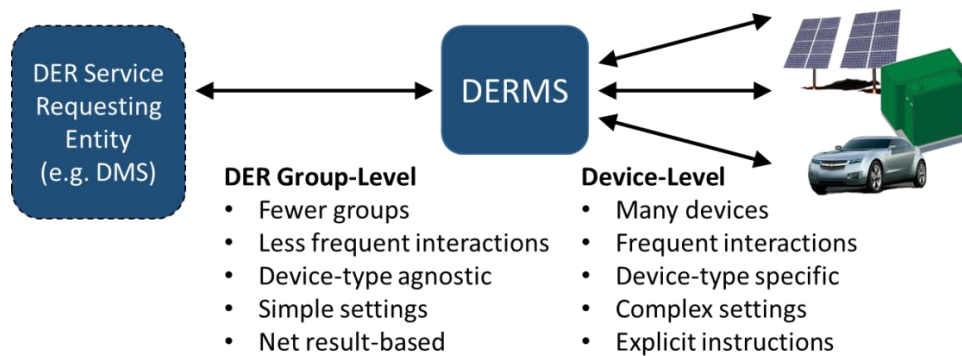 DER Service
Requesting
Entity
(e.g. DMS)
DERMS
DER Group-Level
• Fewer groups
• Less frequent interactions
• Device-type agnostic
• Simple settings
• Net result-based
Device-Level
• Many devices
• Frequent interactions
• Device-type specific
• Complex settings
• Explicit instructions